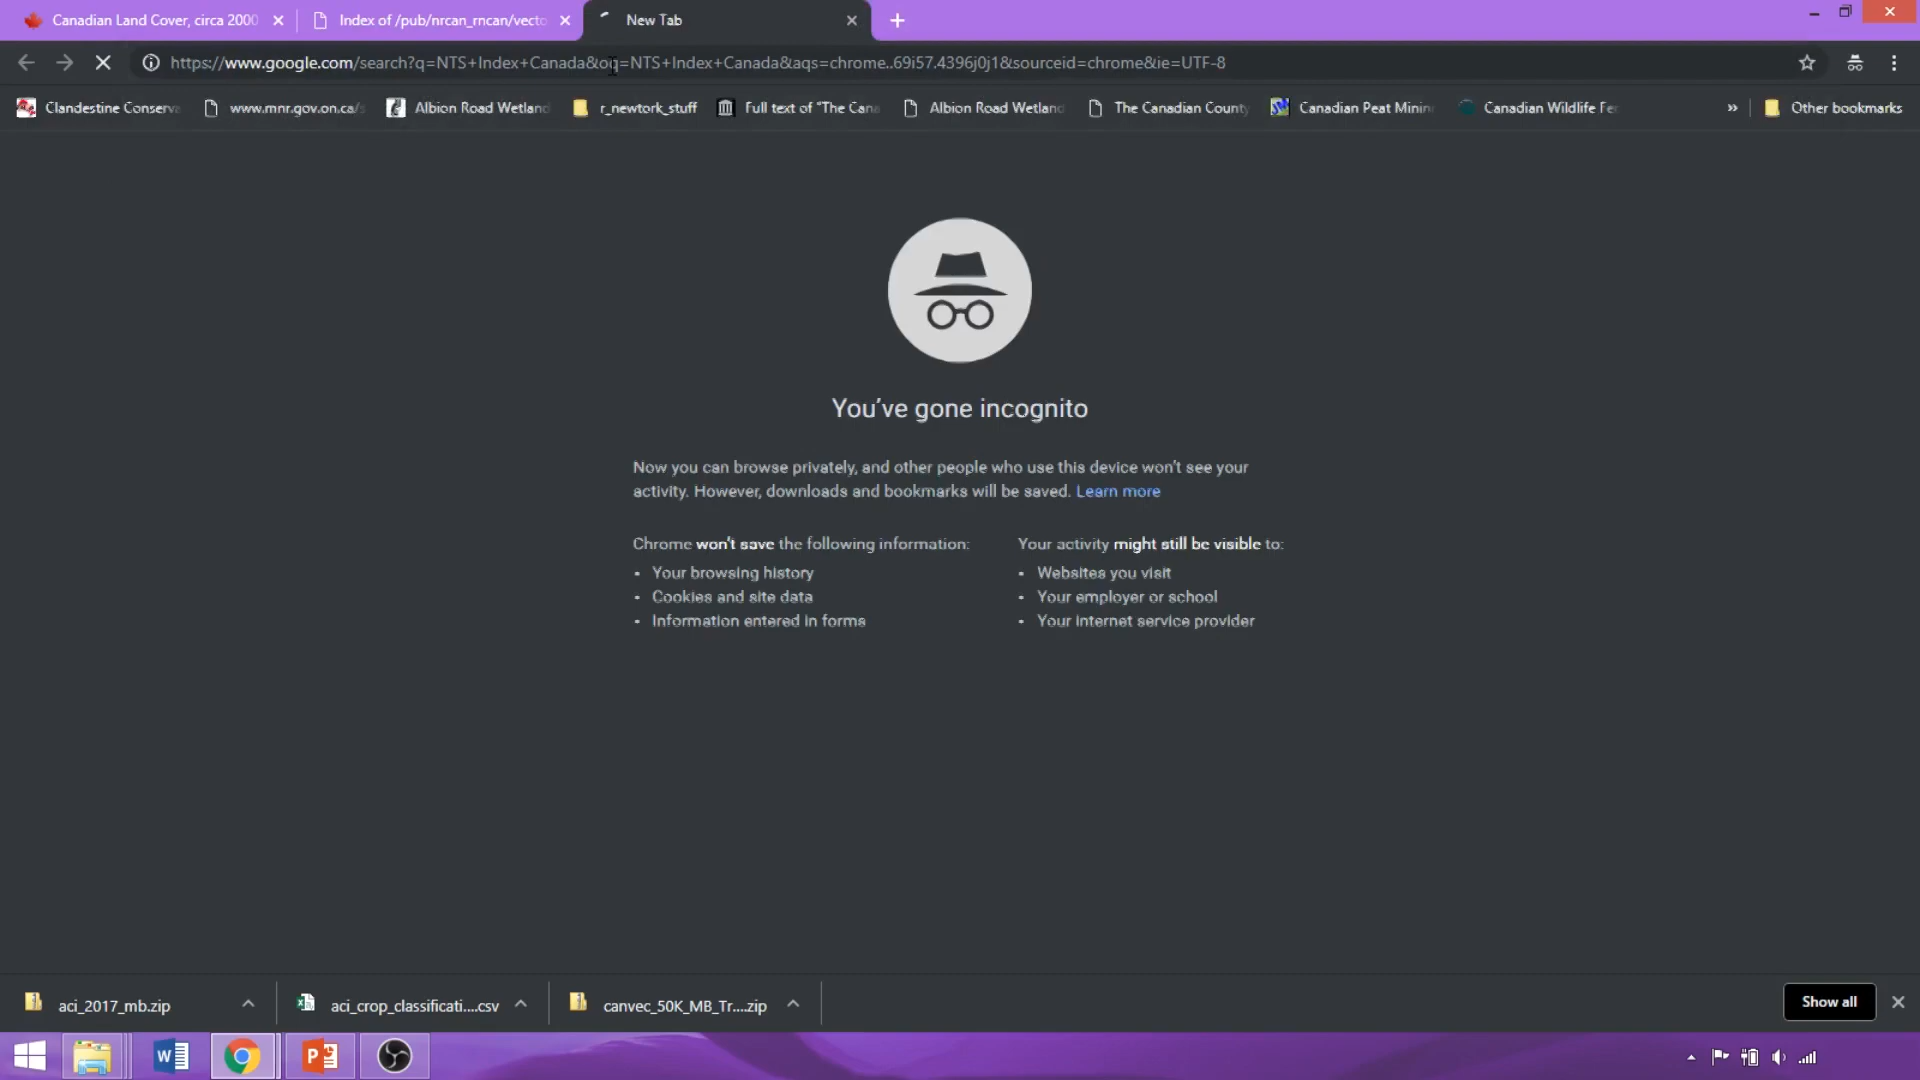 Canadian Land Cover, circa 2000
Index of /pub/nrcan_rncan/vecto
New Tab
https://www.google.com/search?q=NTS+Index+Canada&oq=NTS+Index+Canada&aqs=chrome..69i57.4396j0j1&sourceid=chrome&ie=UTF-8
Clandestine Conserva
www.mnr.gov.on.ca/s
Albion Road Wetland
r_newtork_stuff
Full text of "The Cana
Albion Road Wetland
The Canadian County
Canadian Peat Minin
Canadian Wildlife Fe
»
Other bookmarks
You've gone incognito
Now you can browse privately, and other people who use this device won't see your
activity. However, downloads and bookmarks will be saved. Learn more
Chrome won't save the following information:
• Your browsing history
• Cookies and site data
• Information entered in forms
Your activity might still be visible to:
• Websites you visit
• Your employer or school
• Your internet service provider
aci_2017_mb.zip
aci_crop_classificati....csv
canvec_50K_MB_Tr....zip
Show all